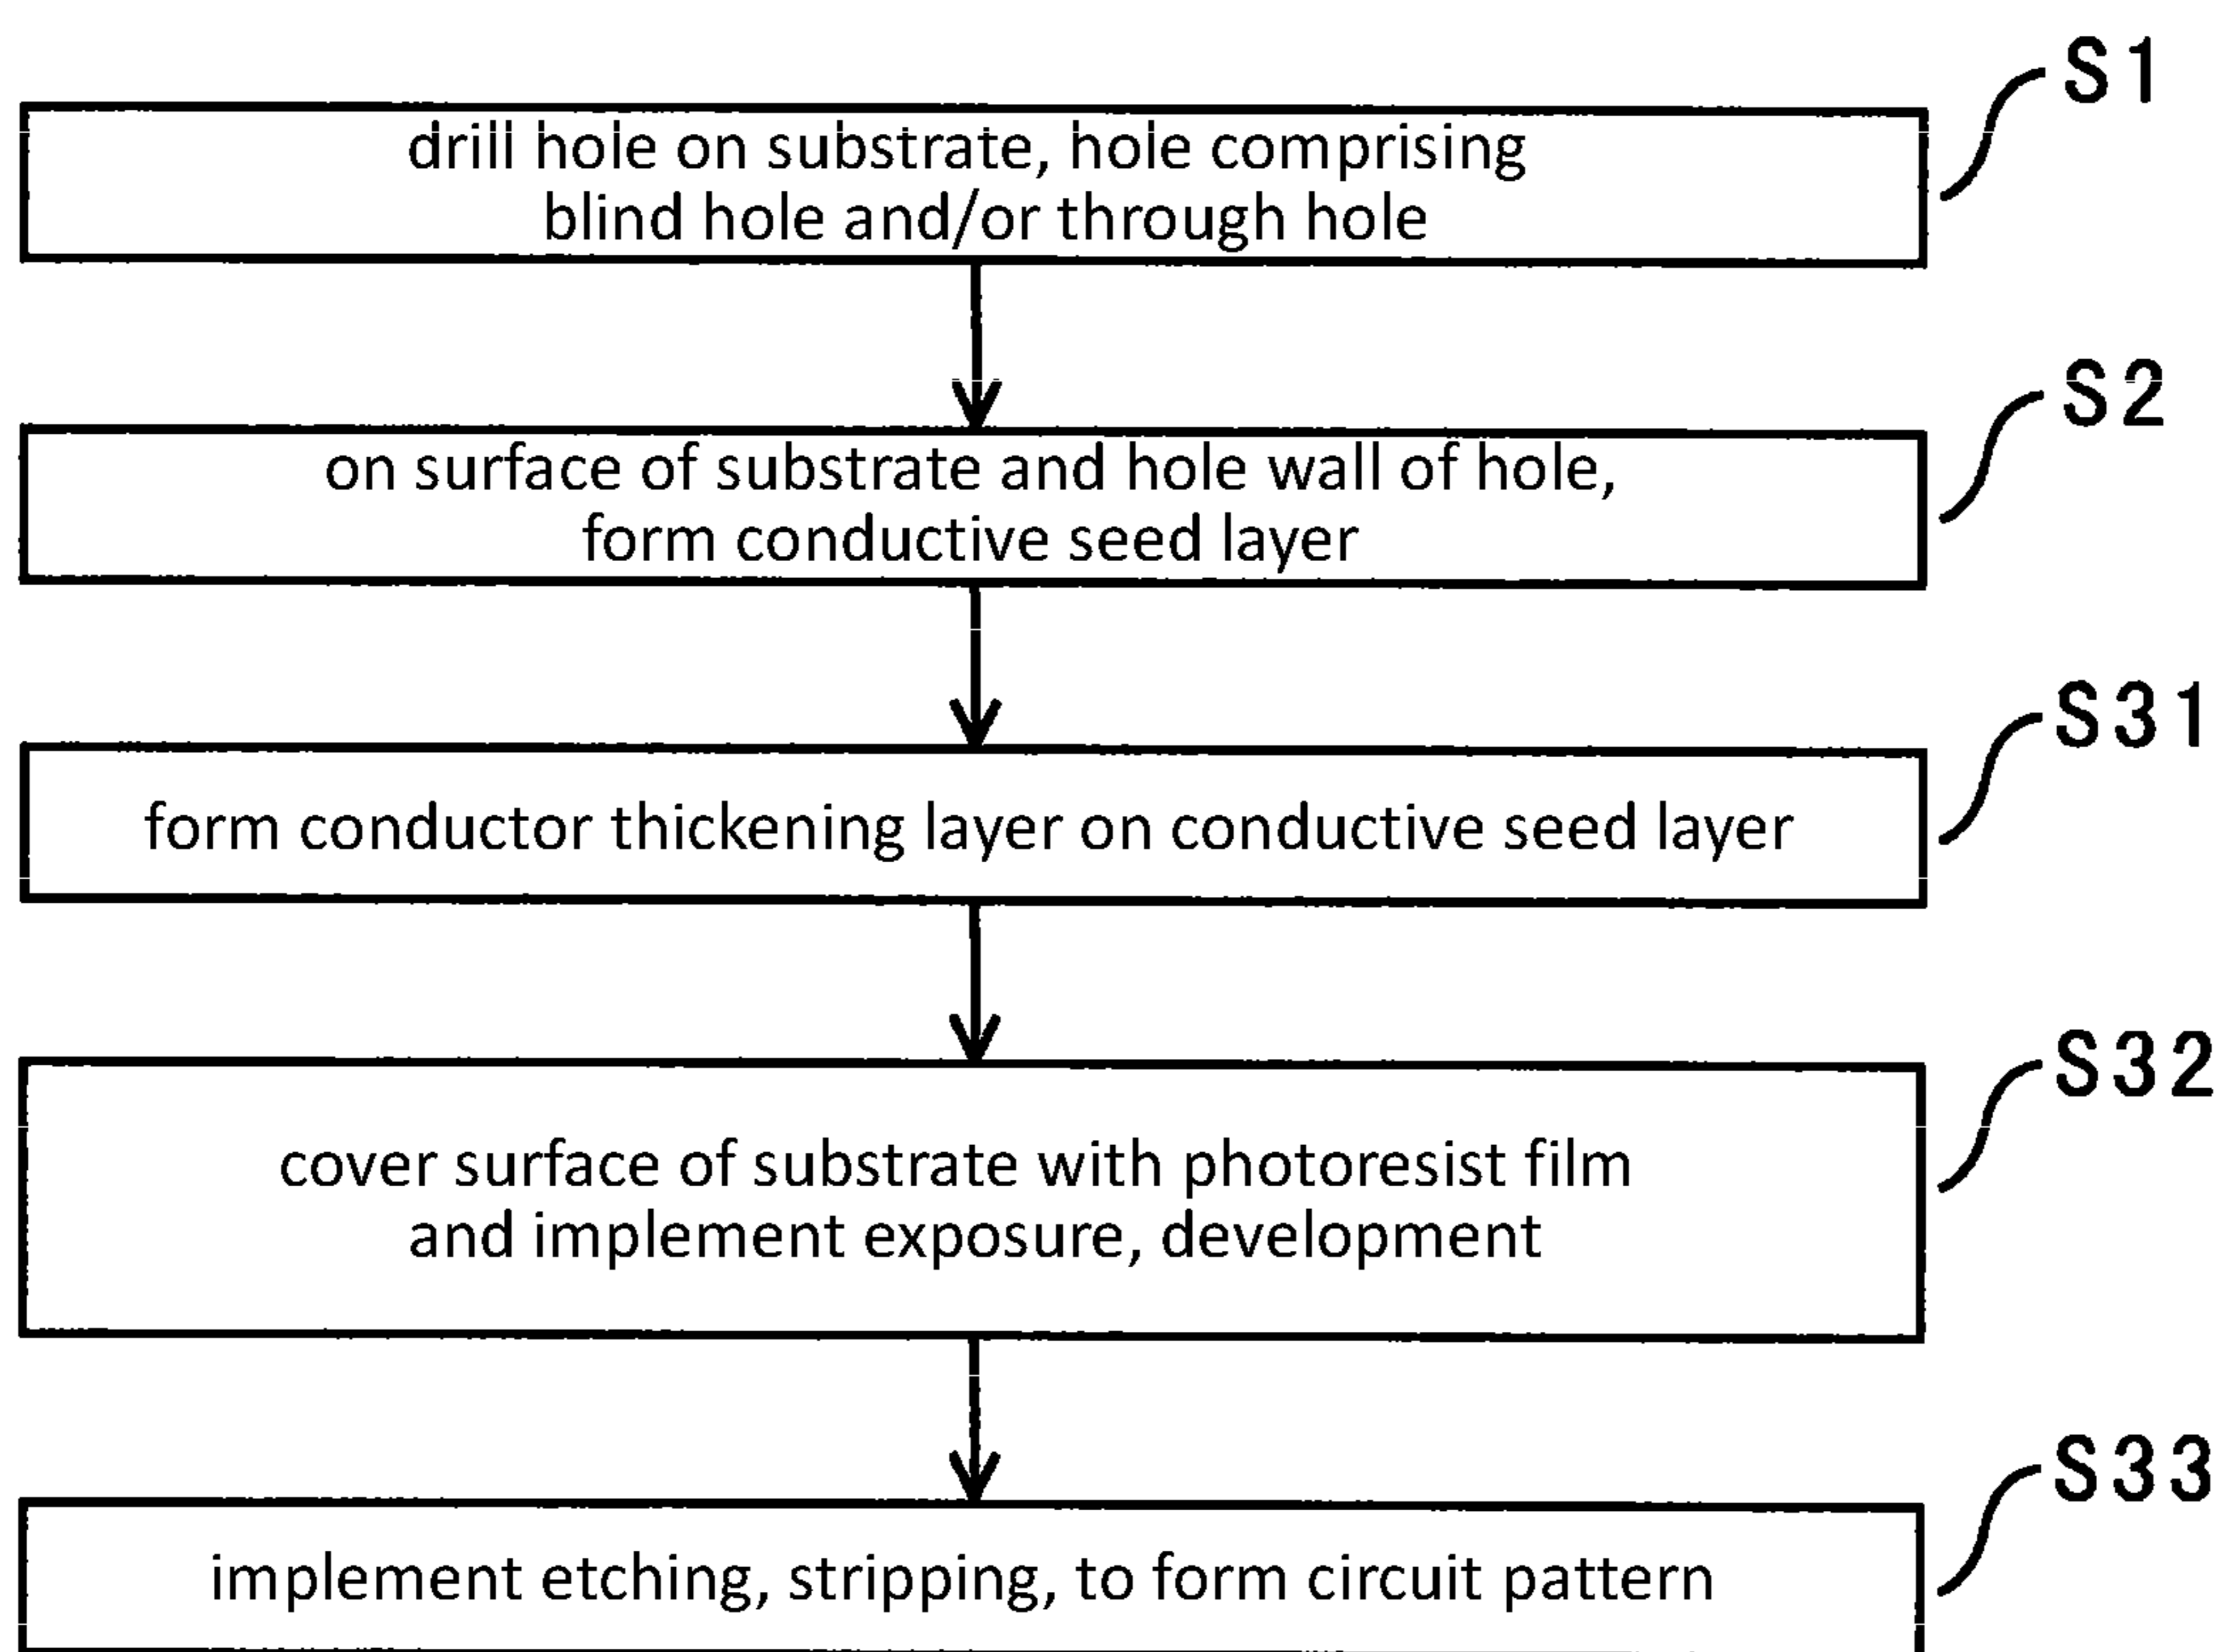 S1
drill hole on substrate, hole comprising
blind hole and/or through hole
S2
on surface of substrate and hole wall of hole,
form conductive seed layer
S31
form conductor thickening layer on conductive seed layer
S32
cover surface of substrate with photoresist film
and implement exposure, development
S33
implement etching, stripping, to form circuit pattern